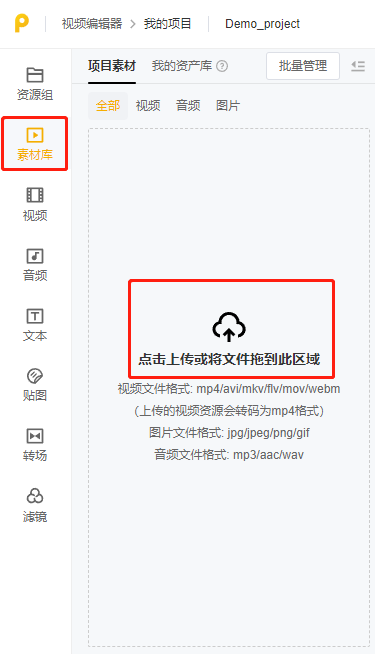 视频编辑器 > 我的项目 Demo_project
资源组
素材库
视频
音频
文本
贴图
转场
滤镜
项目素材 我的资产库 批量管理
全部 视频 音频 图片
点击上传或将文件拖到此区域
视频文件格式: mp4/avi/mkv/flv/mov/webm
（上传的视频资源会转码为mp4格式）
图片文件格式: jpg/jpeg/png/gif
音频文件格式: mp3/aac/wav